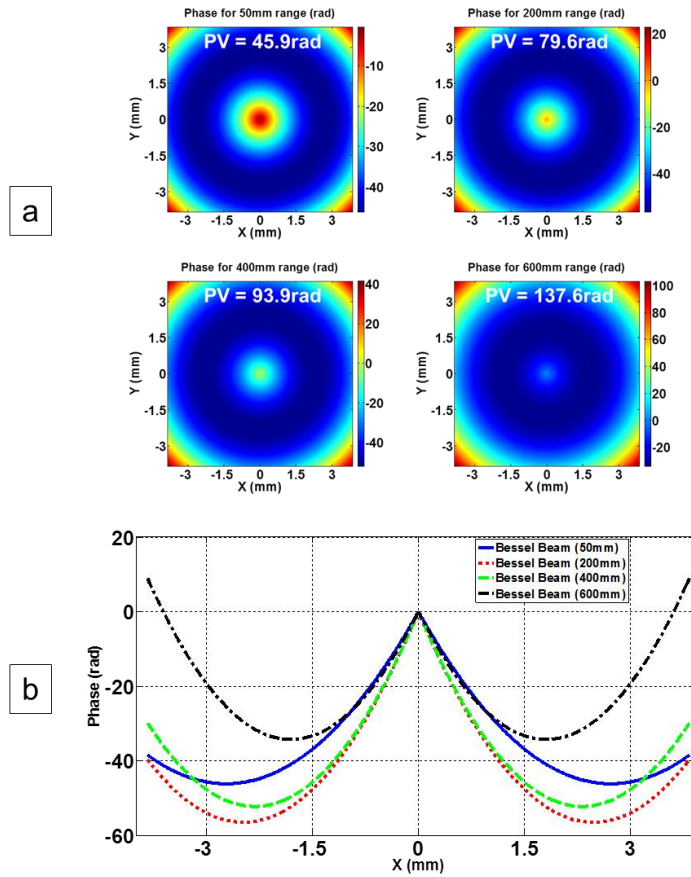 Phase for 50mm range (rad)
PV = 45.9rad
3
1.5
0
-1.5
-3
Y (mm)
-3 -1.5 0 1.5 3
X (mm)
-10
-20
-30
-40
Phase for 200mm range (rad)
PV = 79.6rad
3
1.5
0
-1.5
-3
Y (mm)
-3 -1.5 0 1.5 3
X (mm)
20
0
-20
-40
a
Phase for 400mm range (rad)
PV = 93.9rad
3
1.5
0
-1.5
-3
Y (mm)
-3 -1.5 0 1.5 3
X (mm)
40
20
0
-20
-40
Phase for 600mm range (rad)
PV = 137.6rad
3
1.5
0
-1.5
-3
Y (mm)
-3 -1.5 0 1.5 3
X (mm)
100
80
60
40
20
0
-20
b
20
0
-20
-40
-60
Phase (rad)
Bessel Beam (50mm)
Bessel Beam (200mm)
Bessel Beam (400mm)
Bessel Beam (600mm)
-3 -1.5 0 1.5 3
X (mm)